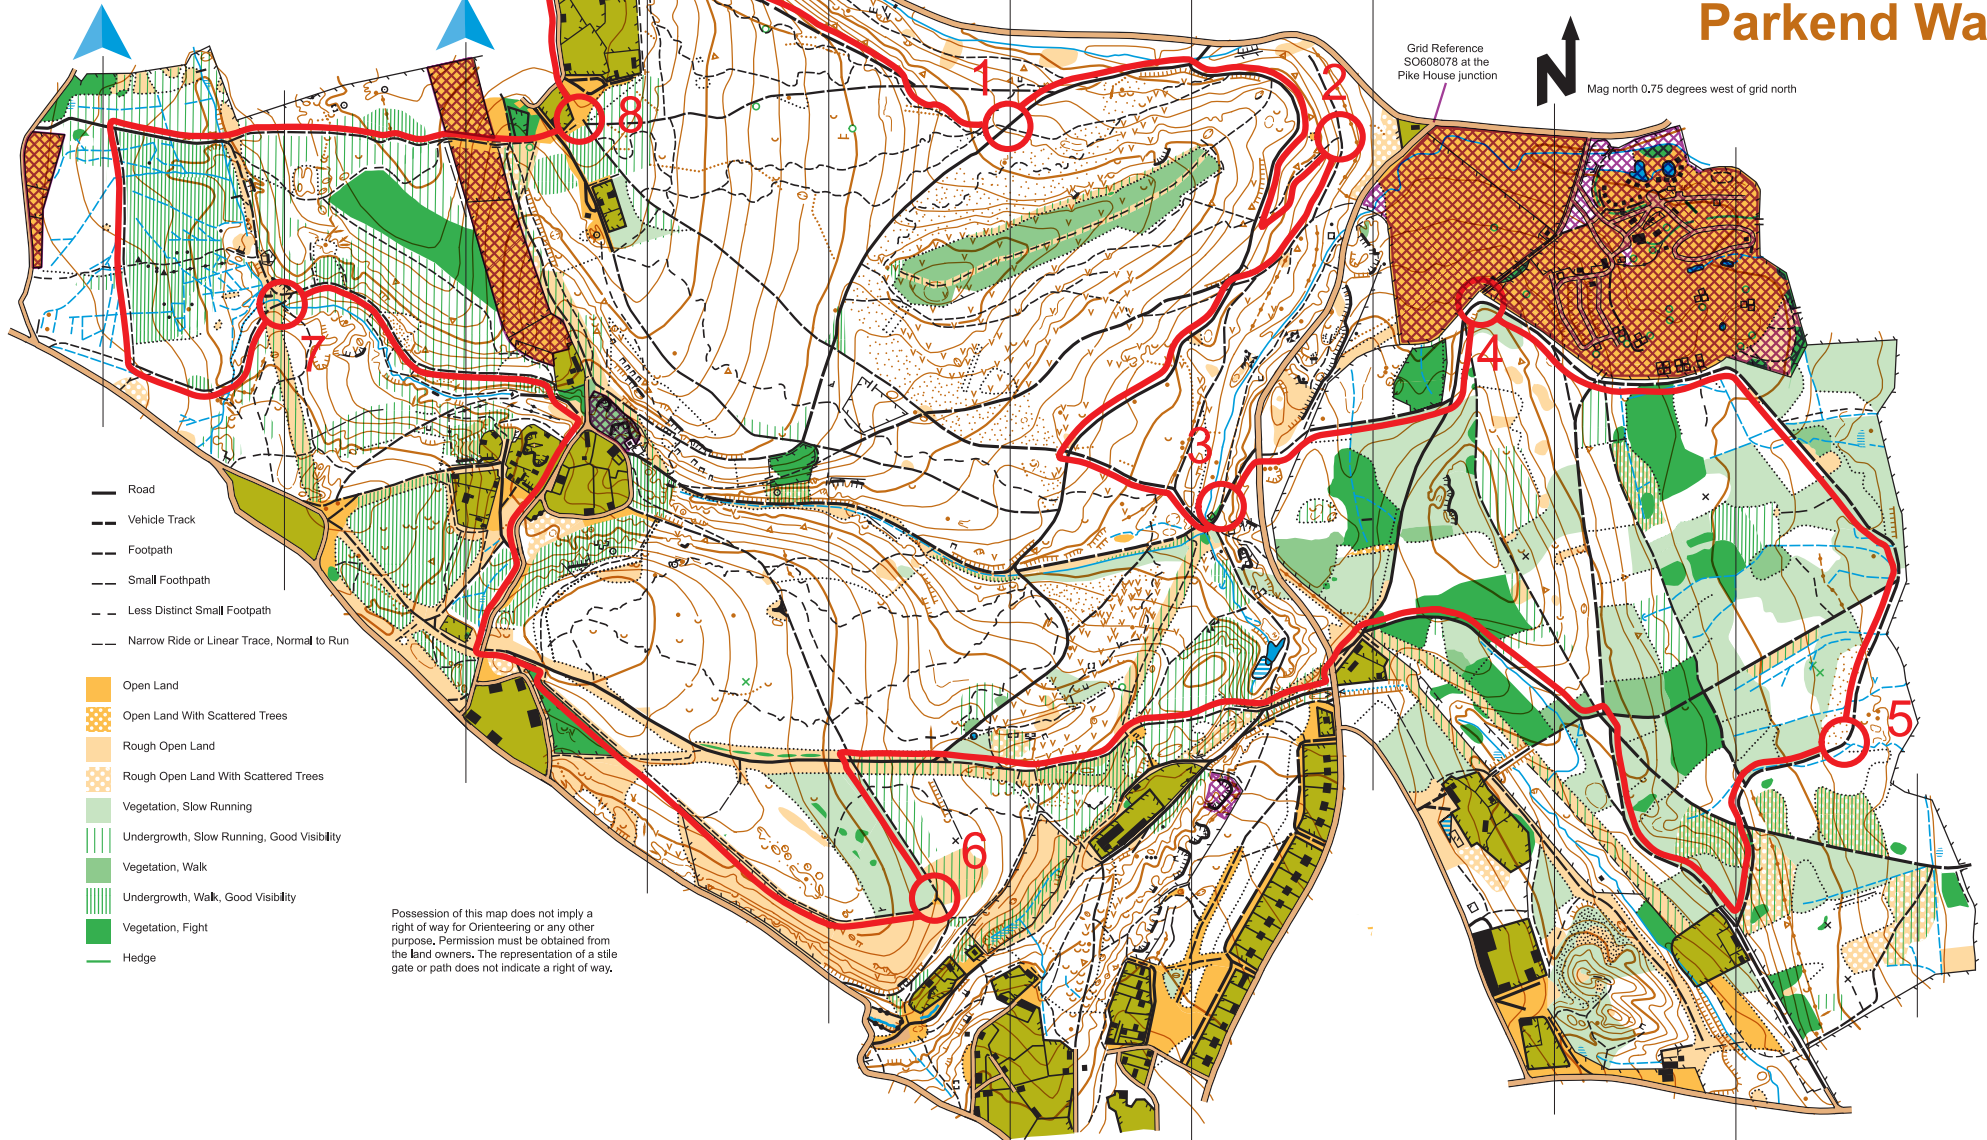 Parkend Wa
Grid Reference
SO608078 at the
Pike House junction
N
Mag north 0.75 degrees west of grid north
1
2
3
4
5
6
7
8
Road
Vehicle Track
Footpath
Small Foothpath
Less Distinct Small Footpath
Narrow Ride or Linear Trace, Normal to Run
Open Land
Open Land With Scattered Trees
Rough Open Land
Rough Open Land With Scattered Trees
Vegetation, Slow Running
Undergrowth, Slow Running, Good Visibility
Vegetation, Walk
Undergrowth, Walk, Good Visibility
Vegetation, Fight
Hedge
Possession of this map does not imply a
right of way for Orienteering or any other
purpose. Permission must be obtained from
the land owners. The representation of a stile
gate or path does not indicate a right of way.